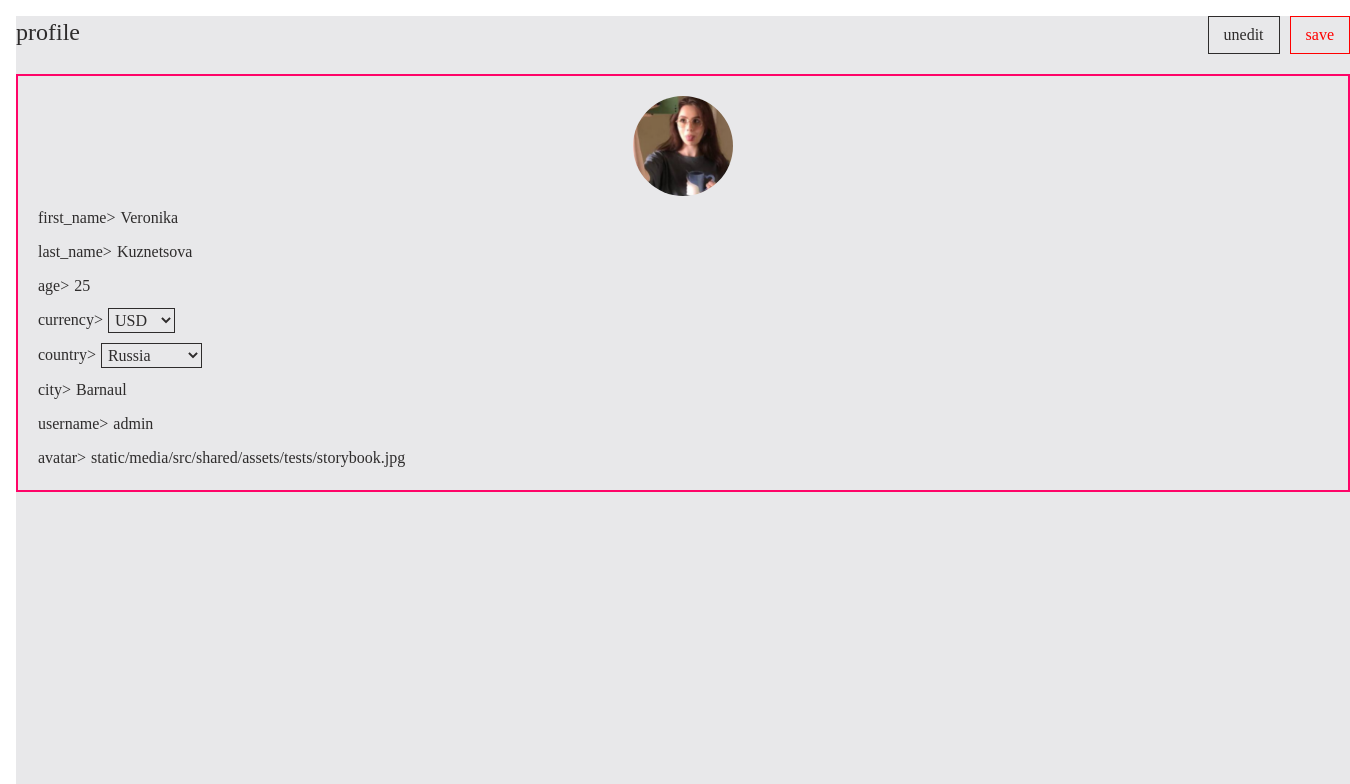 profile
unedit
save
first_name> Veronika
last_name> Kuznetsova
age> 25
currency> USD
country> Russia
city> Barnaul
username> admin
avatar> static/media/src/shared/assets/tests/storybook.jpg